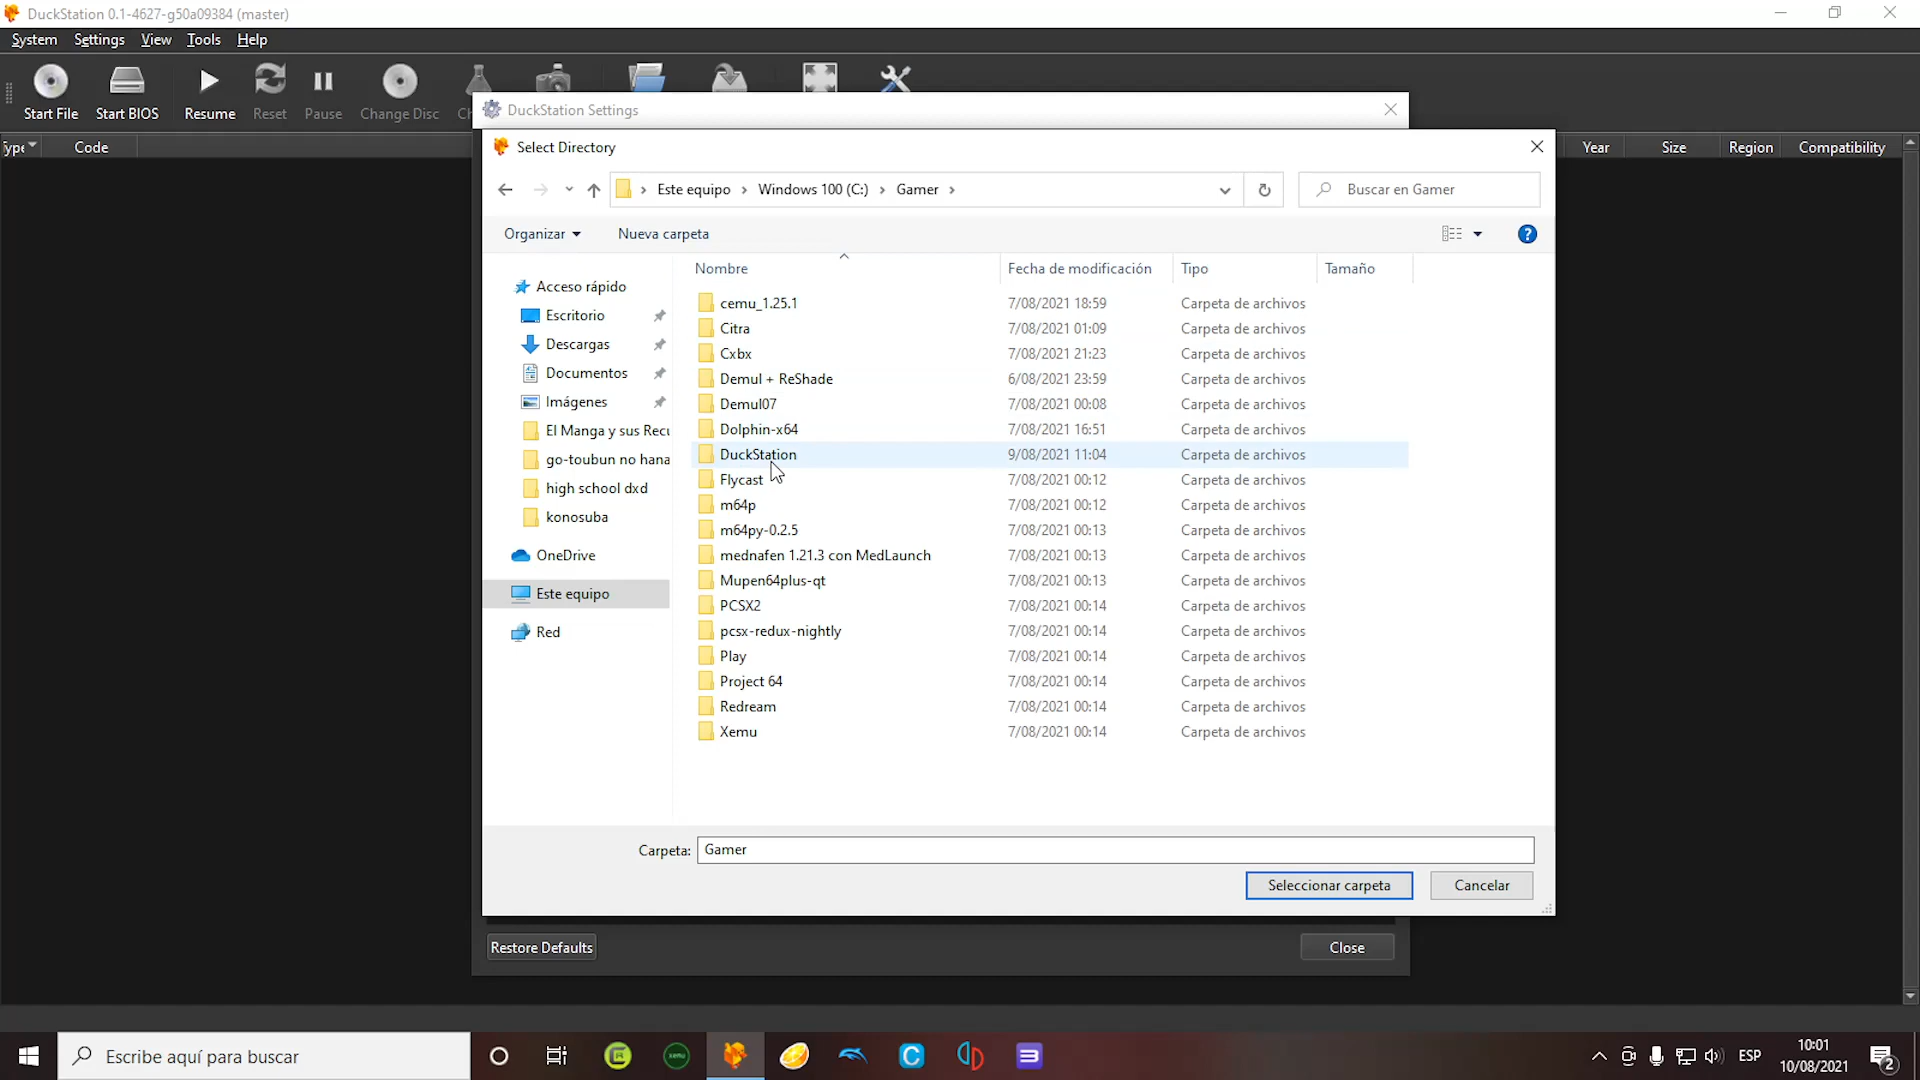 DuckStation 0.1-4627-g50a09384 (master)
System Settings View Tools Help
Start File Start BIOS Resume Reset Pause Change Disc
Type Code Year Size Region Compatibility
DuckStation Settings
Select Directory
Este equipo Windows 100 (C:) Gamer
Buscar en Gamer
Organizar Nueva carpeta
Nombre Fecha de modificación Tipo Tamaño
Acceso rápido
Escritorio
Descargas
Documentos
Imágenes
El Manga y sus Recu
go-toubun no hana
high school dxd
konosuba
OneDrive
Este equipo
Red
cemu_1.25.1 7/08/2021 18:59 Carpeta de archivos
Citra 7/08/2021 01:09 Carpeta de archivos
Cxbx 7/08/2021 21:23 Carpeta de archivos
Demul + ReShade 6/08/2021 23:59 Carpeta de archivos
Demul07 7/08/2021 00:08 Carpeta de archivos
Dolphin-x64 7/08/2021 16:51 Carpeta de archivos
DuckStation 9/08/2021 11:04 Carpeta de archivos
Flycast 7/08/2021 00:12 Carpeta de archivos
m64p 7/08/2021 00:12 Carpeta de archivos
m64py-0.2.5 7/08/2021 00:13 Carpeta de archivos
mednafen 1.21.3 con MedLaunch 7/08/2021 00:13 Carpeta de archivos
Mupen64plus-qt 7/08/2021 00:13 Carpeta de archivos
PCSX2 7/08/2021 00:14 Carpeta de archivos
pcsx-redux-nightly 7/08/2021 00:14 Carpeta de archivos
Play 7/08/2021 00:14 Carpeta de archivos
Project 64 7/08/2021 00:14 Carpeta de archivos
Redream 7/08/2021 00:14 Carpeta de archivos
Xemu 7/08/2021 00:14 Carpeta de archivos
Carpeta: Gamer
Seleccionar carpeta Cancelar
Restore Defaults Close
Escribe aquí para buscar
ESP
10:01
10/08/2021
2